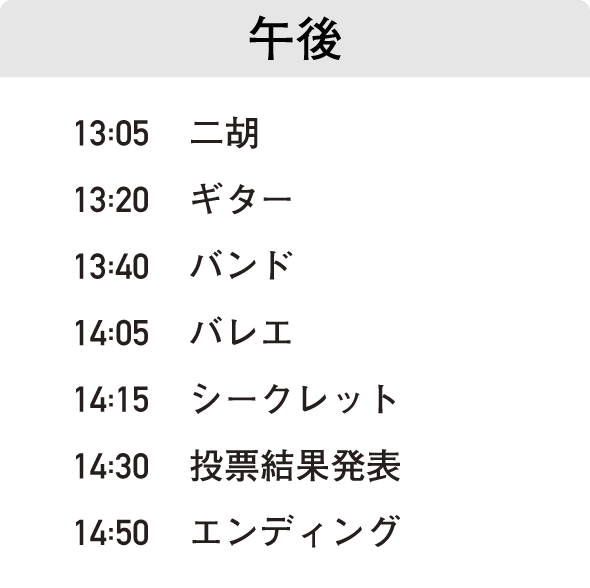 午後
13:05 二胡
13:20 ギター
13:40 バンド
14:05 バレエ
14:15 シークレット
14:30 投票結果発表
14:50 エンディング